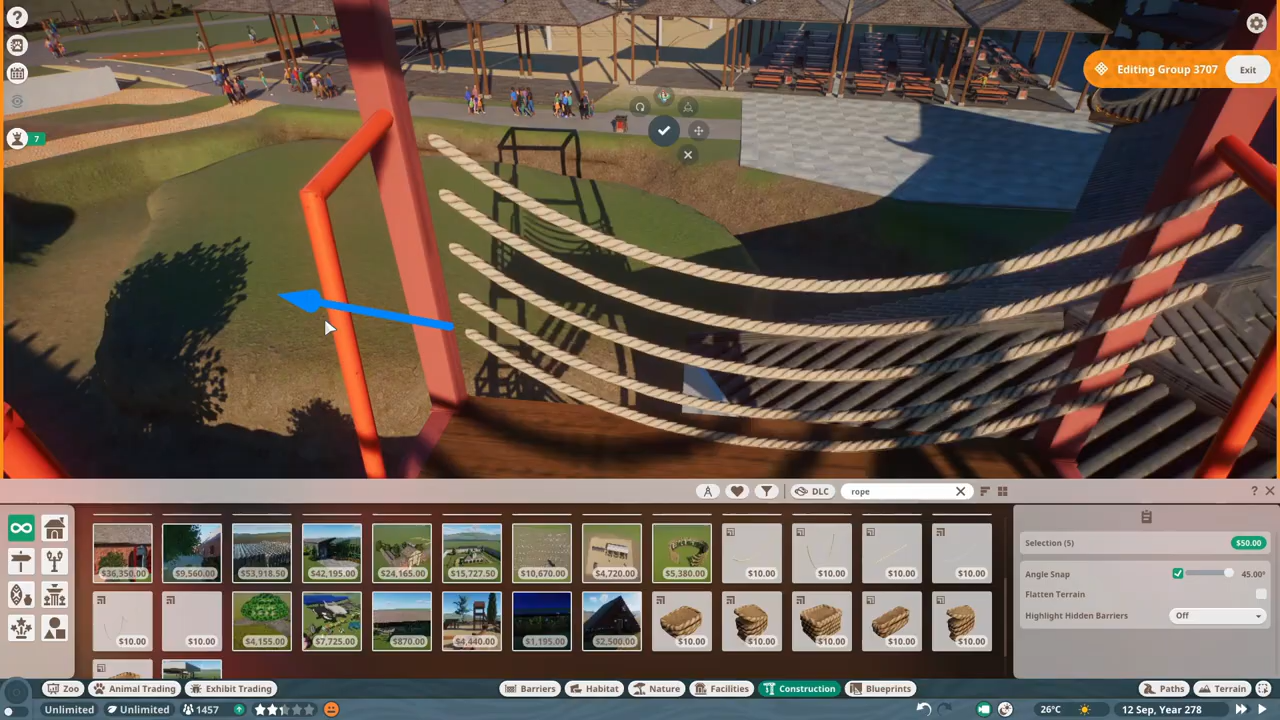 ?
Editing Group 3707 Exit
7
DLC rope ?
$36,350.00 $9,560.00 $53,918.50 $42,195.00 $24,165.00 $15,727.50 $10,670.00 $4,720.00 $5,380.00 $10.00 $10.00 $10.00 $10.00
Selection (5) $50.00
Angle Snap 45.00°
Flatten Terrain
Highlight Hidden Barriers Off
$10.00 $10.00 $4,155.00 $7,725.00 $870.00 $4,440.00 $1,195.00 $2,500.00 $10.00 $10.00 $10.00 $10.00 $10.00
Zoo Animal Trading Exhibit Trading Barriers Habitat Nature Facilities Construction Blueprints Paths Terrain
Unlimited Unlimited 1457 26°C 12 Sep, Year 278